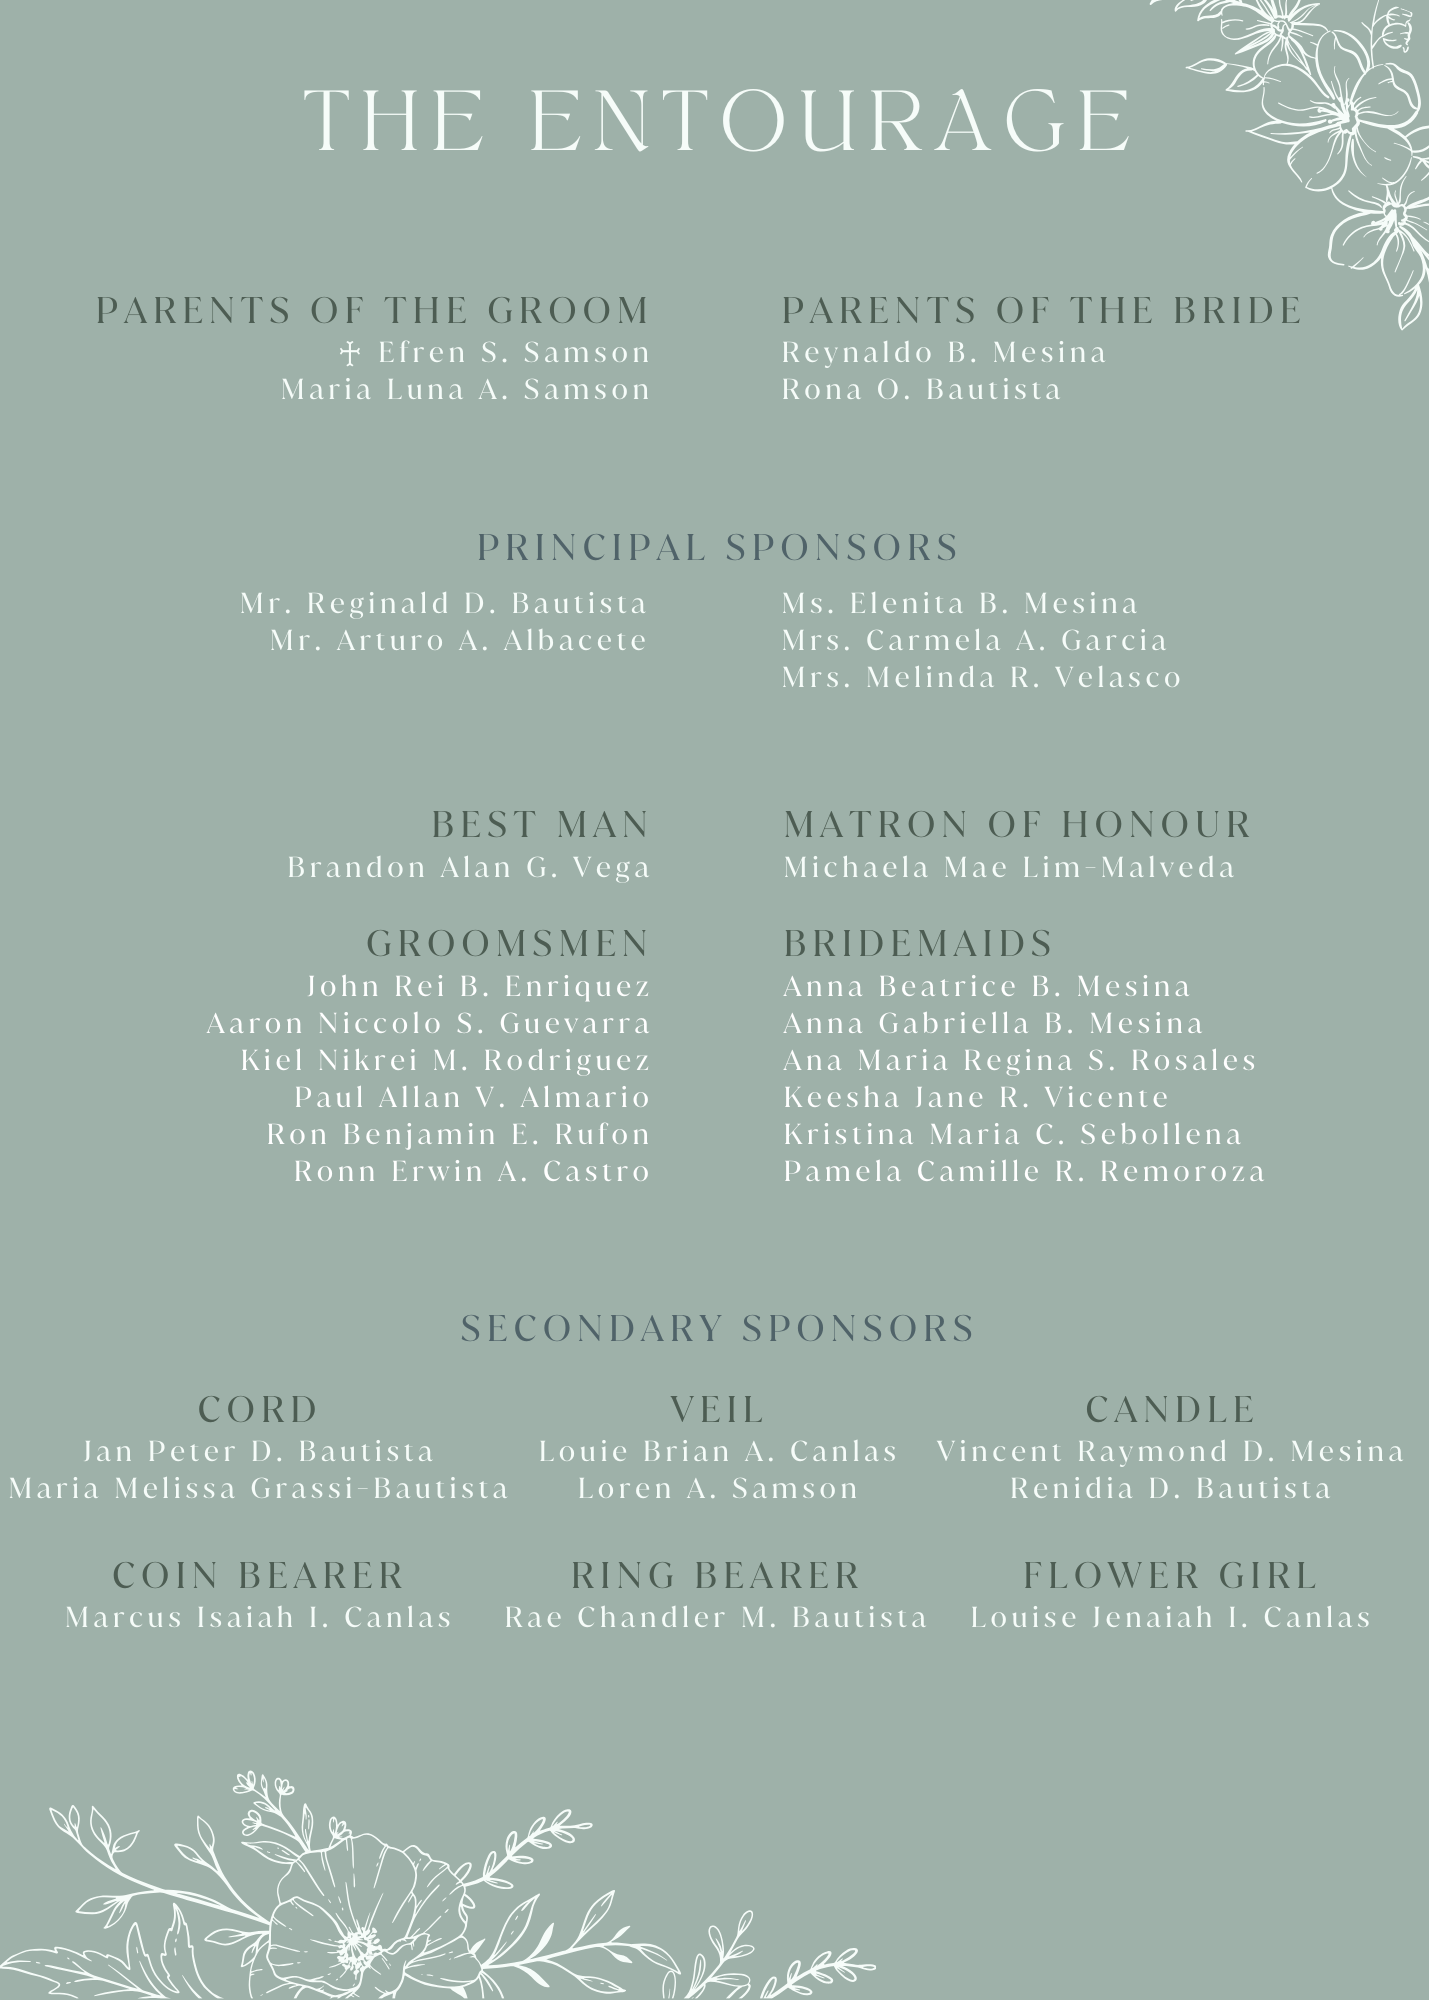 THE ENTOURAGE
PARENTS OF THE GROOM
☩ Efren S. Samson
Maria Luna A. Samson
PARENTS OF THE BRIDE
Reynaldo B. Mesina
Rona O. Bautista
PRINCIPAL SPONSORS
Mr. Reginald D. Bautista
Mr. Arturo A. Albacete
Ms. Elenita B. Mesina
Mrs. Carmela A. Garcia
Mrs. Melinda R. Velasco
BEST MAN
Brandon Alan G. Vega
MATRON OF HONOUR
Michaela Mae Lim-Malveda
GROOMSMEN
John Rei B. Enriquez
Aaron Niccolo S. Guevarra
Kiel Nikrei M. Rodriguez
Paul Allan V. Almario
Ron Benjamin E. Rufon
Ronn Erwin A. Castro
BRIDEMAIDS
Anna Beatrice B. Mesina
Anna Gabriella B. Mesina
Ana Maria Regina S. Rosales
Keesha Jane R. Vicente
Kristina Maria C. Sebollena
Pamela Camille R. Remoroza
SECONDARY SPONSORS
CORD
Jan Peter D. Bautista
Maria Melissa Grassi-Bautista
VEIL
Louie Brian A. Canlas
Loren A. Samson
CANDLE
Vincent Raymond D. Mesina
Renidia D. Bautista
COIN BEARER
Marcus Isaiah I. Canlas
RING BEARER
Rae Chandler M. Bautista
FLOWER GIRL
Louise Jenaiah I. Canlas